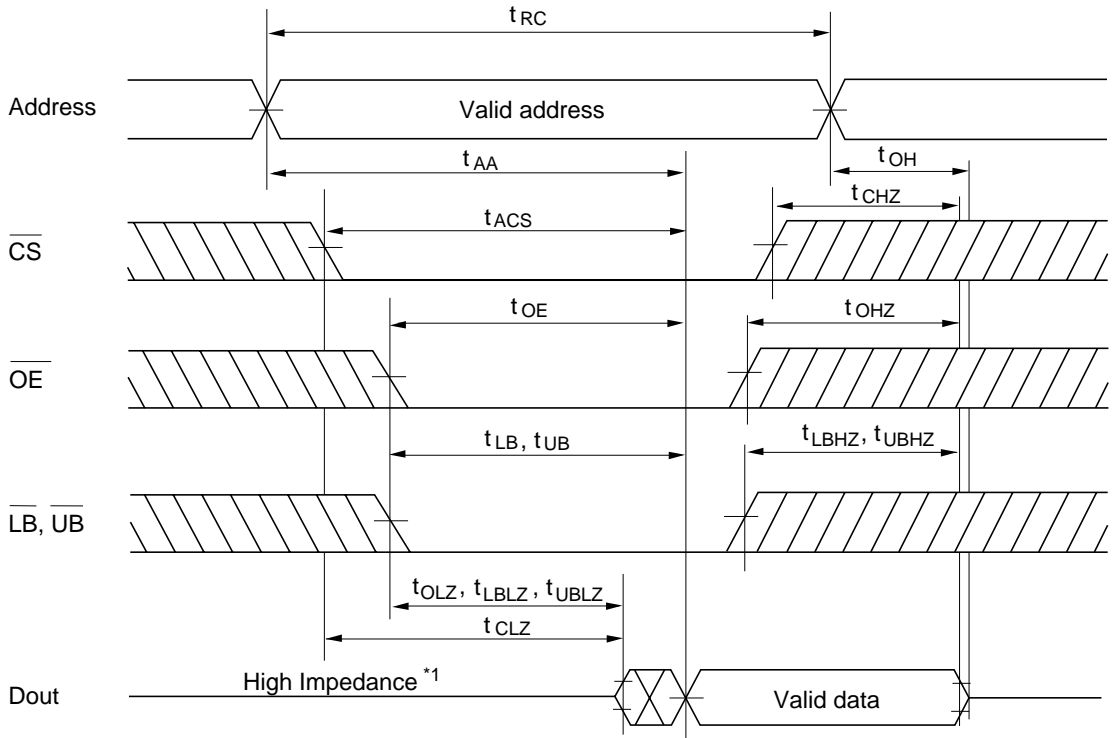 t RC
Address
Valid address
t AA
t OH
t CHZ
CS
t ACS
t OE
t OHZ
OE
t LB, t UB
t LBHZ, t UBHZ
LB, UB
t OLZ, t LBLZ, t UBLZ
t CLZ
Dout
High Impedance *1
Valid data